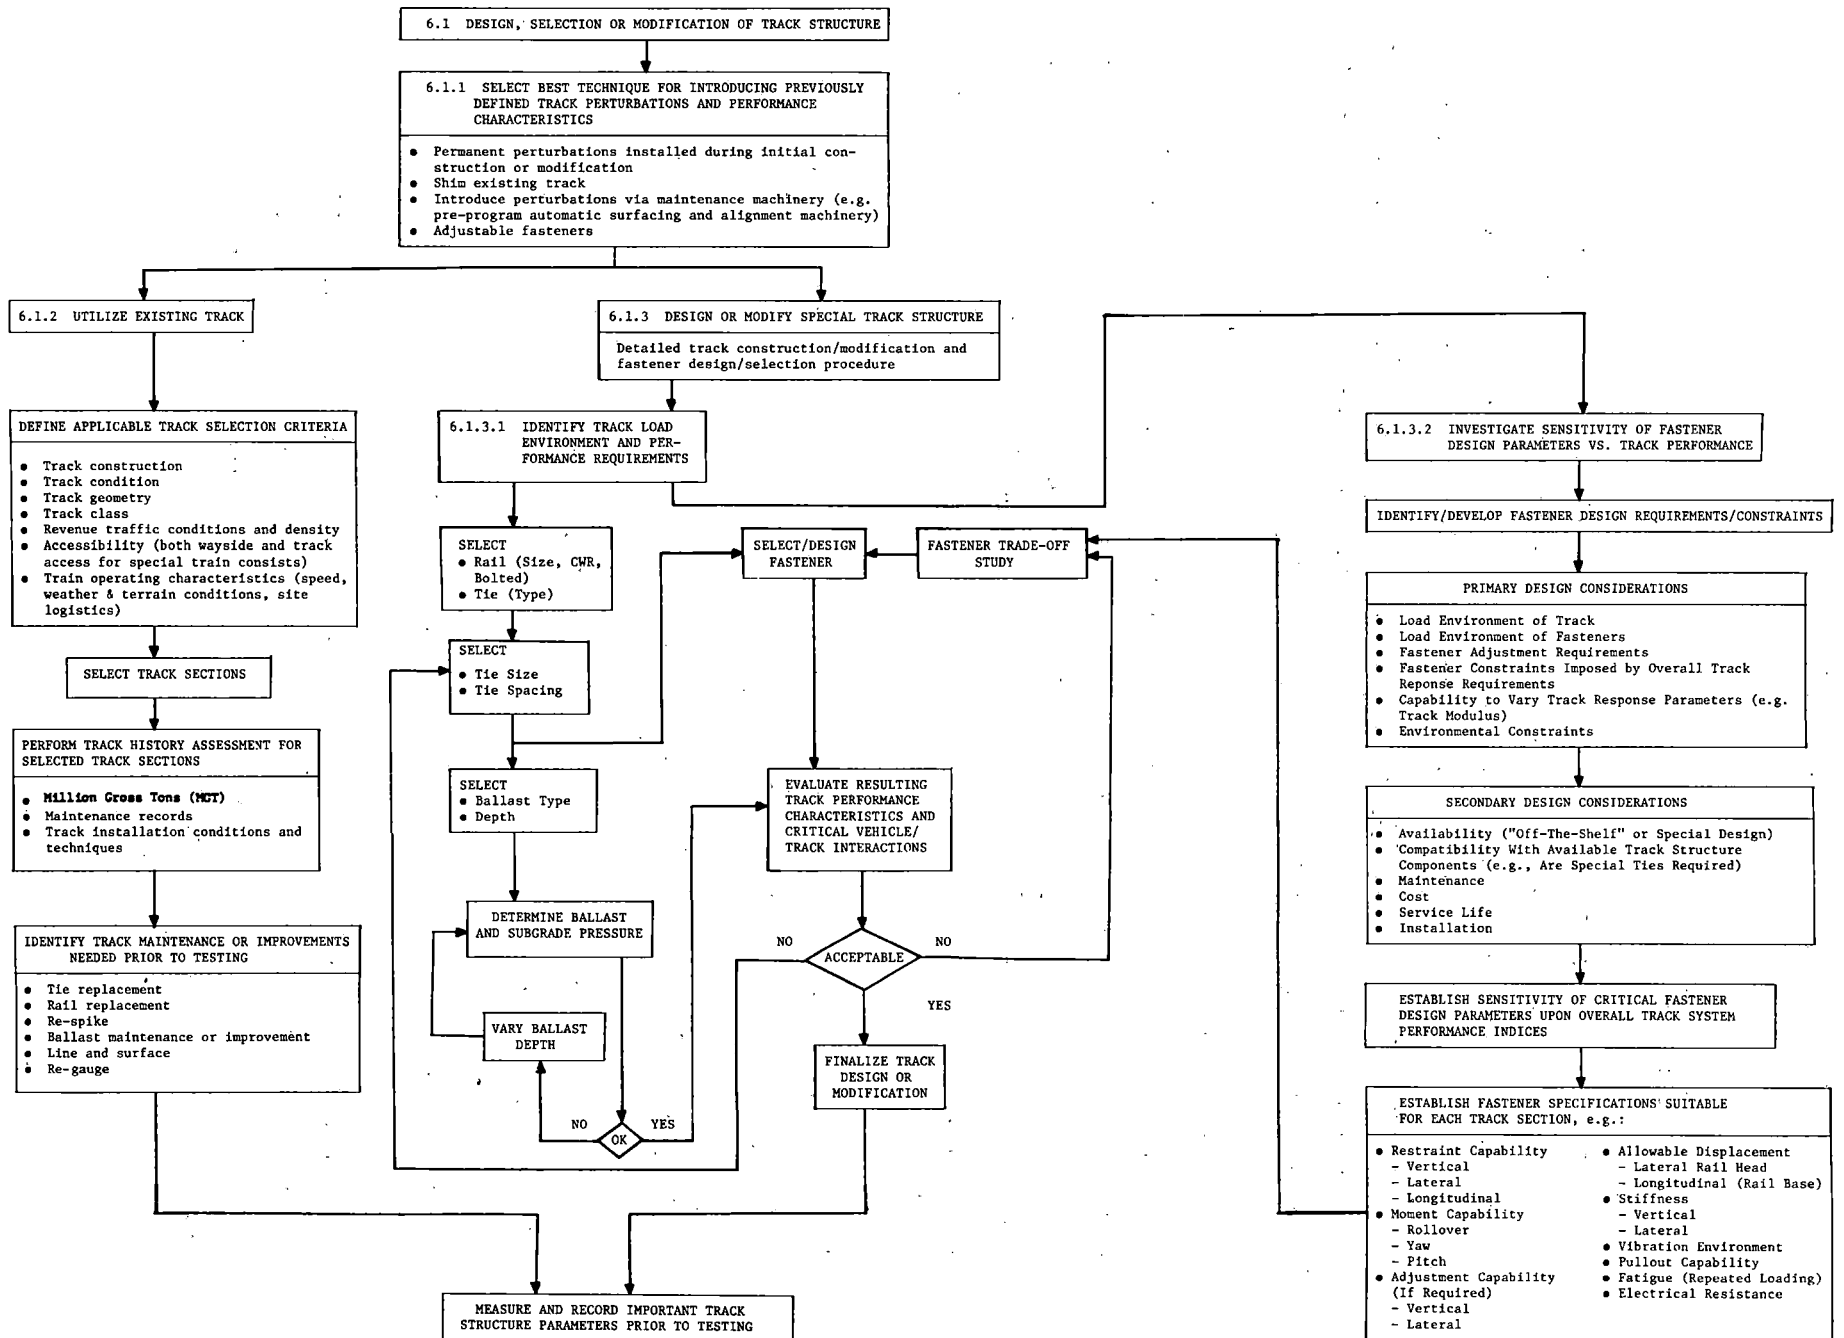 6.1 DESIGN, SELECTION OR MODIFICATION OF TRACK STRUCTURE
6.1.1 SELECT BEST TECHNIQUE FOR INTRODUCING PREVIOUSLY
DEFINED TRACK PERTURBATIONS AND PERFORMANCE
CHARACTERISTICS
● Permanent perturbations installed during initial con-
struction or modification
● Shim existing track
● Introduce perturbations via maintenance machinery (e.g.
pre-program automatic surfacing and alignment machinery)
● Adjustable fasteners
6.1.2 UTILIZE EXISTING TRACK
DEFINE APPLICABLE TRACK SELECTION CRITERIA
● Track construction
● Track condition
● Track geometry
● Track class
● Revenue traffic conditions and density
● Accessibility (both wayside and track
access for special train consists)
● Train operating characteristics (speed,
weather & terrain conditions, site
logistics)
SELECT TRACK SECTIONS
PERFORM TRACK HISTORY ASSESSMENT FOR
SELECTED TRACK SECTIONS
● Million Gross Tons (MGT)
● Maintenance records
● Track installation conditions and
techniques
IDENTIFY TRACK MAINTENANCE OR IMPROVEMENTS
NEEDED PRIOR TO TESTING
● Tie replacement
● Rail replacement
● Re-spike
● Ballast maintenance or improvement
● Line and surface
● Re-gauge
6.1.3 DESIGN OR MODIFY SPECIAL TRACK STRUCTURE
Detailed track construction/modification and
fastener design/selection procedure
6.1.3.1 IDENTIFY TRACK LOAD
ENVIRONMENT AND PER-
FORMANCE REQUIREMENTS
SELECT
● Rail (Size, CWR,
Bolted)
● Tie (Type)
SELECT
● Tie Size
● Tie Spacing
SELECT
● Ballast Type
● Depth
DETERMINE BALLAST
AND SUBGRADE PRESSURE
VARY BALLAST
DEPTH
NO
OK
YES
SELECT/DESIGN
FASTENER
FASTENER TRADE-OFF
STUDY
EVALUATE RESULTING
TRACK PERFORMANCE
CHARACTERISTICS AND
CRITICAL VEHICLE/
TRACK INTERACTIONS
NO
ACCEPTABLE
NO
YES
FINALIZE TRACK
DESIGN OR
MODIFICATION
MEASURE AND RECORD IMPORTANT TRACK
STRUCTURE PARAMETERS PRIOR TO TESTING
6.1.3.2 INVESTIGATE SENSITIVITY OF FASTENER
DESIGN PARAMETERS VS. TRACK PERFORMANCE
IDENTIFY/DEVELOP FASTENER DESIGN REQUIREMENTS/CONSTRAINTS
PRIMARY DESIGN CONSIDERATIONS
● Load Environment of Track
● Load Environment of Fasteners
● Fastener Adjustment Requirements
● Fastener Constraints Imposed by Overall Track
Reponse Requirements
● Capability to Vary Track Response Parameters (e.g.
Track Modulus)
● Environmental Constraints
SECONDARY DESIGN CONSIDERATIONS
● Availability ("Off-The-Shelf" or Special Design)
● Compatibility With Available Track Structure
Components (e.g., Are Special Ties Required)
● Maintenance
● Cost
● Service Life
● Installation
ESTABLISH SENSITIVITY OF CRITICAL FASTENER
DESIGN PARAMETERS UPON OVERALL TRACK SYSTEM
PERFORMANCE INDICES
ESTABLISH FASTENER SPECIFICATIONS SUITABLE
FOR EACH TRACK SECTION, e.g.:
● Restraint Capability
- Vertical
- Lateral
- Longitudinal
● Moment Capability
- Rollover
- Yaw
- Pitch
● Adjustment Capability
(If Required)
- Vertical
- Lateral
● Allowable Displacement
- Lateral Rail Head
- Longitudinal (Rail Base)
● Stiffness
- Vertical
- Lateral
● Vibration Environment
● Pullout Capability
● Fatigue (Repeated Loading)
● Electrical Resistance